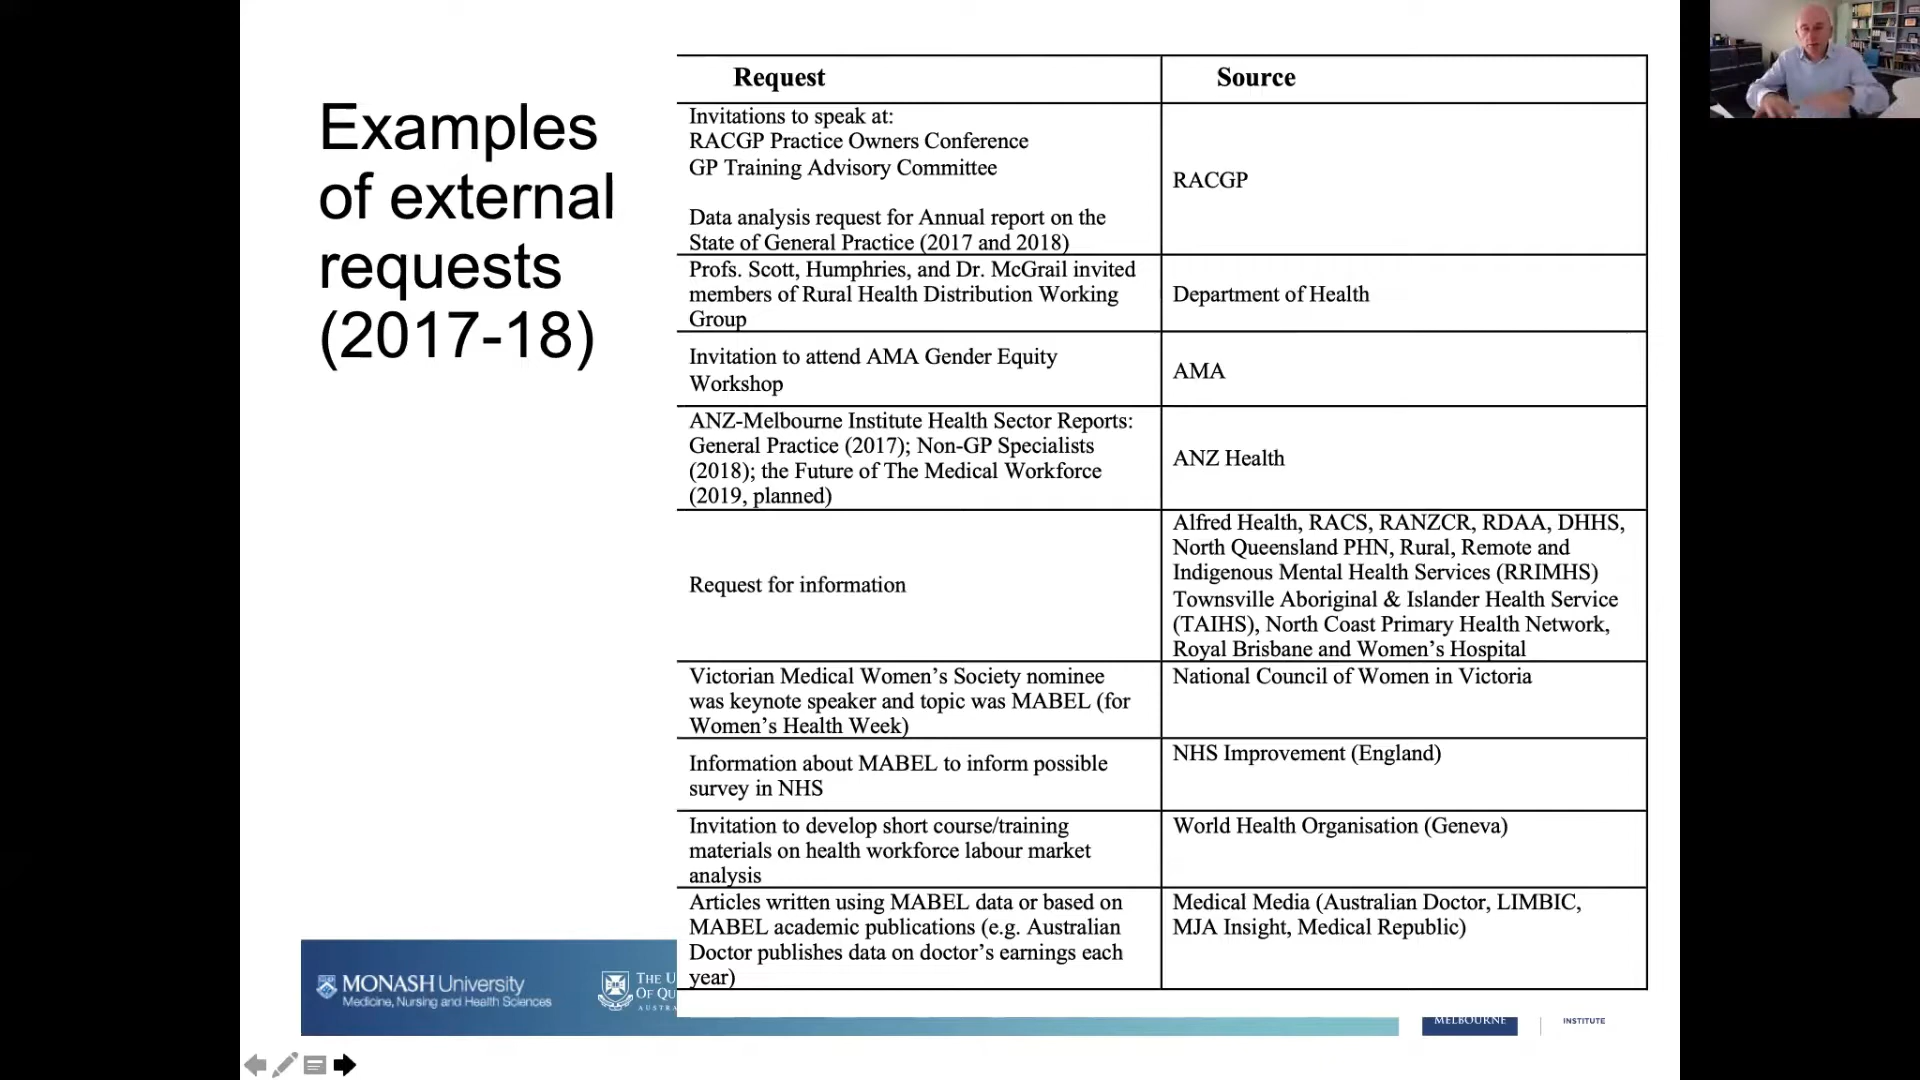 Examples
of external
requests
(2017-18)
Request
Source
Invitations to speak at:
RACGP Practice Owners Conference
GP Training Advisory Committee
Data analysis request for Annual report on the
State of General Practice (2017 and 2018)
RACGP
Profs. Scott, Humphries, and Dr. McGrail invited
members of Rural Health Distribution Working
Group
Department of Health
Invitation to attend AMA Gender Equity
Workshop
AMA
ANZ-Melbourne Institute Health Sector Reports:
General Practice (2017); Non-GP Specialists
(2018); the Future of The Medical Workforce
(2019, planned)
ANZ Health
Request for information
Alfred Health, RACS, RANZCR, RDAA, DHHS,
North Queensland PHN, Rural, Remote and
Indigenous Mental Health Services (RRIMHS)
Townsville Aboriginal & Islander Health Service
(TAIHS), North Coast Primary Health Network,
Royal Brisbane and Women’s Hospital
Victorian Medical Women’s Society nominee
was keynote speaker and topic was MABEL (for
Women’s Health Week)
National Council of Women in Victoria
Information about MABEL to inform possible
survey in NHS
NHS Improvement (England)
Invitation to develop short course/training
materials on health workforce labour market
analysis
World Health Organisation (Geneva)
Articles written using MABEL data or based on
MABEL academic publications (e.g. Australian
Doctor publishes data on doctor’s earnings each
year)
Medical Media (Australian Doctor, LIMBIC,
MJA Insight, Medical Republic)
MONASH University
Medicine, Nursing and Health Sciences
THE U
OF QU
AUSTRA
MELBOURNE
INSTITUTE